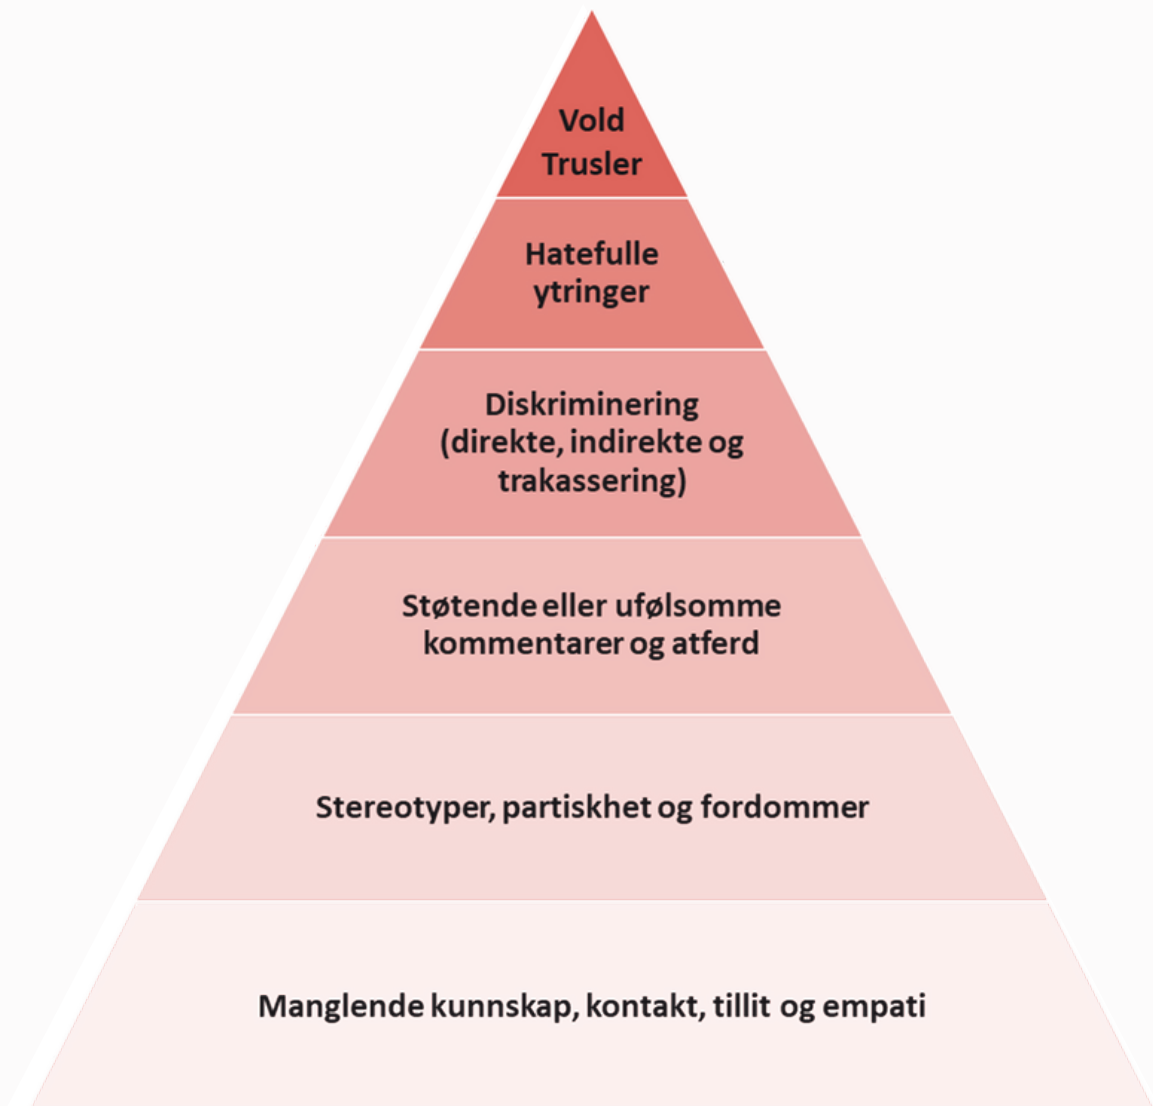 Vold
Trusler
Hatefulle
ytringer
Diskriminering
(direkte, indirekte og
trakassering)
Støtende eller ufølsomme
kommentarer og atferd
Stereotyper, partiskhet og fordommer
Manglende kunnskap, kontakt, tillit og empati